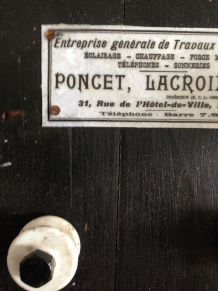 Entreprise générale de Travaux
ÉCLAIRAGE - CHAUFFAGE - FORCE
TÉLÉPHONES - SONNERIES
PONCET, LACROIX
31, Rue de l'Hôtel-de-Ville,
Téléphone: Barre 7.